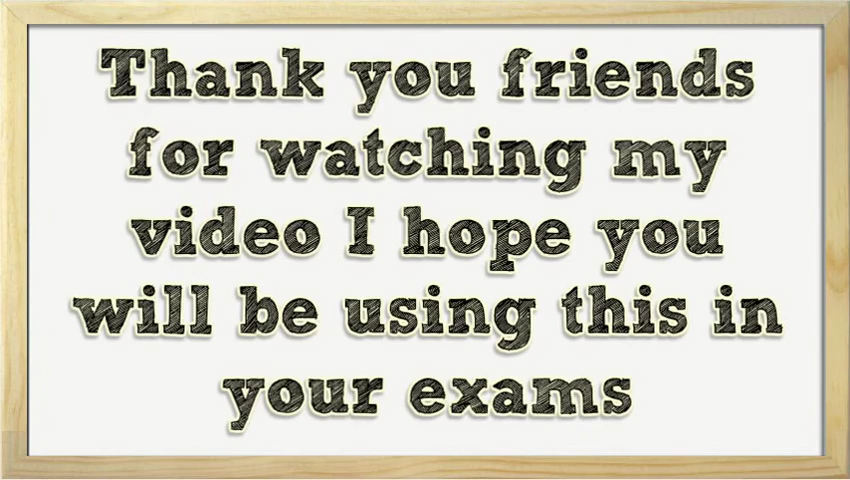 Thank you friends
for watching my
video I hope you
will be using this in
your exams